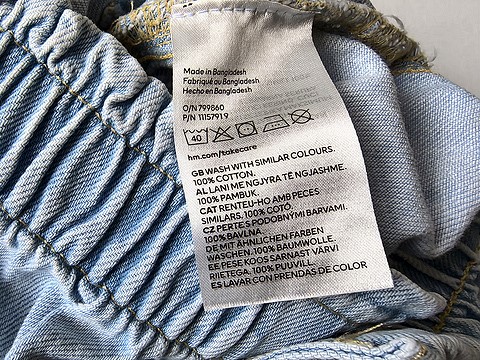 Made in Bangladesh
Fabriqué au Bangladesh
Hecho en Bangladesh
O/N 799860
P/N 11157919
40
hm.com/takecare
GB WASH WITH SIMILAR COLOURS.
100% COTTON.
AL LANI ME NGJYRA TË NGJASHME.
100% PAMBUK.
CAT RENTEU-HO AMB PECES
SIMILARS. 100% COTÓ.
CZ PERTE S PODOBNÝMI BARVAMI.
100% BAVLNA.
DE MIT ÄHNLICHEN FARBEN
WASCHEN. 100% BAUMWOLLE.
EE PESE KOOS SARNAST VÄRVI
RIIETEGA. 100% PUUVILL.
ES LAVAR CON PRENDAS DE COLOR